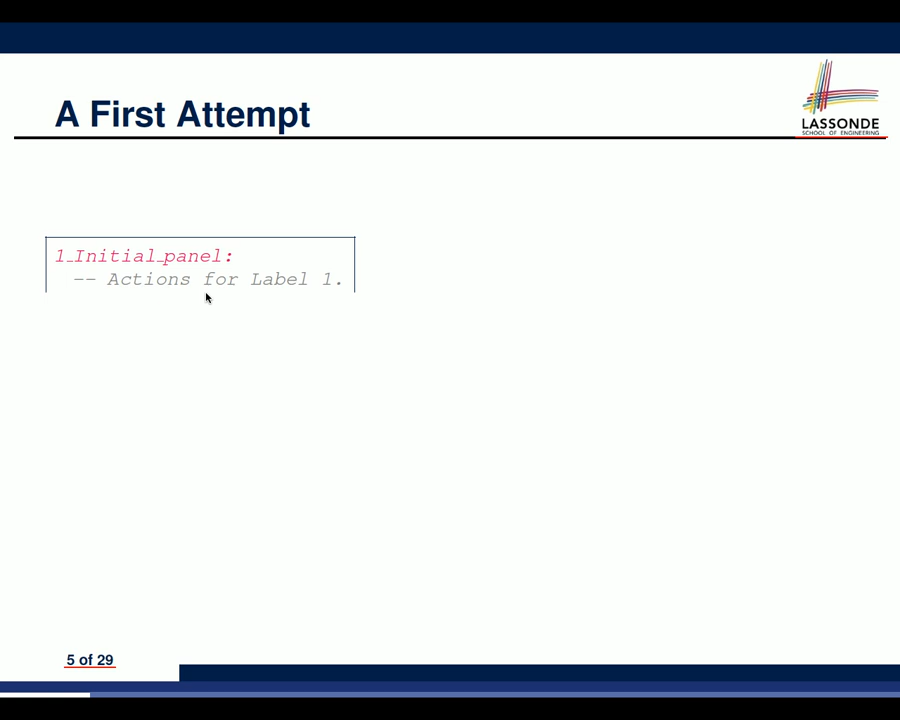 A First Attempt
LASSONDE
SCHOOL OF ENGINEERING
1_Initial_panel:
-- Actions for Label 1.
5 of 29